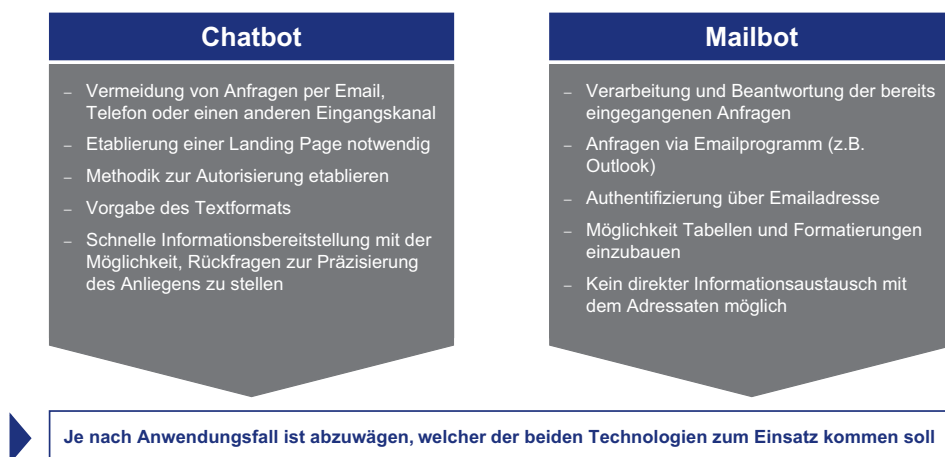 Chatbot
– Vermeidung von Anfragen per Email,
Telefon oder einen anderen Eingangskanal
– Etablierung einer Landing Page notwendig
– Methodik zur Autorisierung etablieren
– Vorgabe des Textformats
– Schnelle Informationsbereitstellung mit der
Möglichkeit, Rückfragen zur Präzisierung
des Anliegens zu stellen
Mailbot
– Verarbeitung und Beantwortung der bereits
eingegangenen Anfragen
– Anfragen via Emailprogramm (z.B.
Outlook)
– Authentifizierung über Emailadresse
– Möglichkeit Tabellen und Formatierungen
einzubauen
– Kein direkter Informationsaustausch mit
dem Adressaten möglich
Je nach Anwendungsfall ist abzuwägen, welcher der beiden Technologien zum Einsatz kommen soll